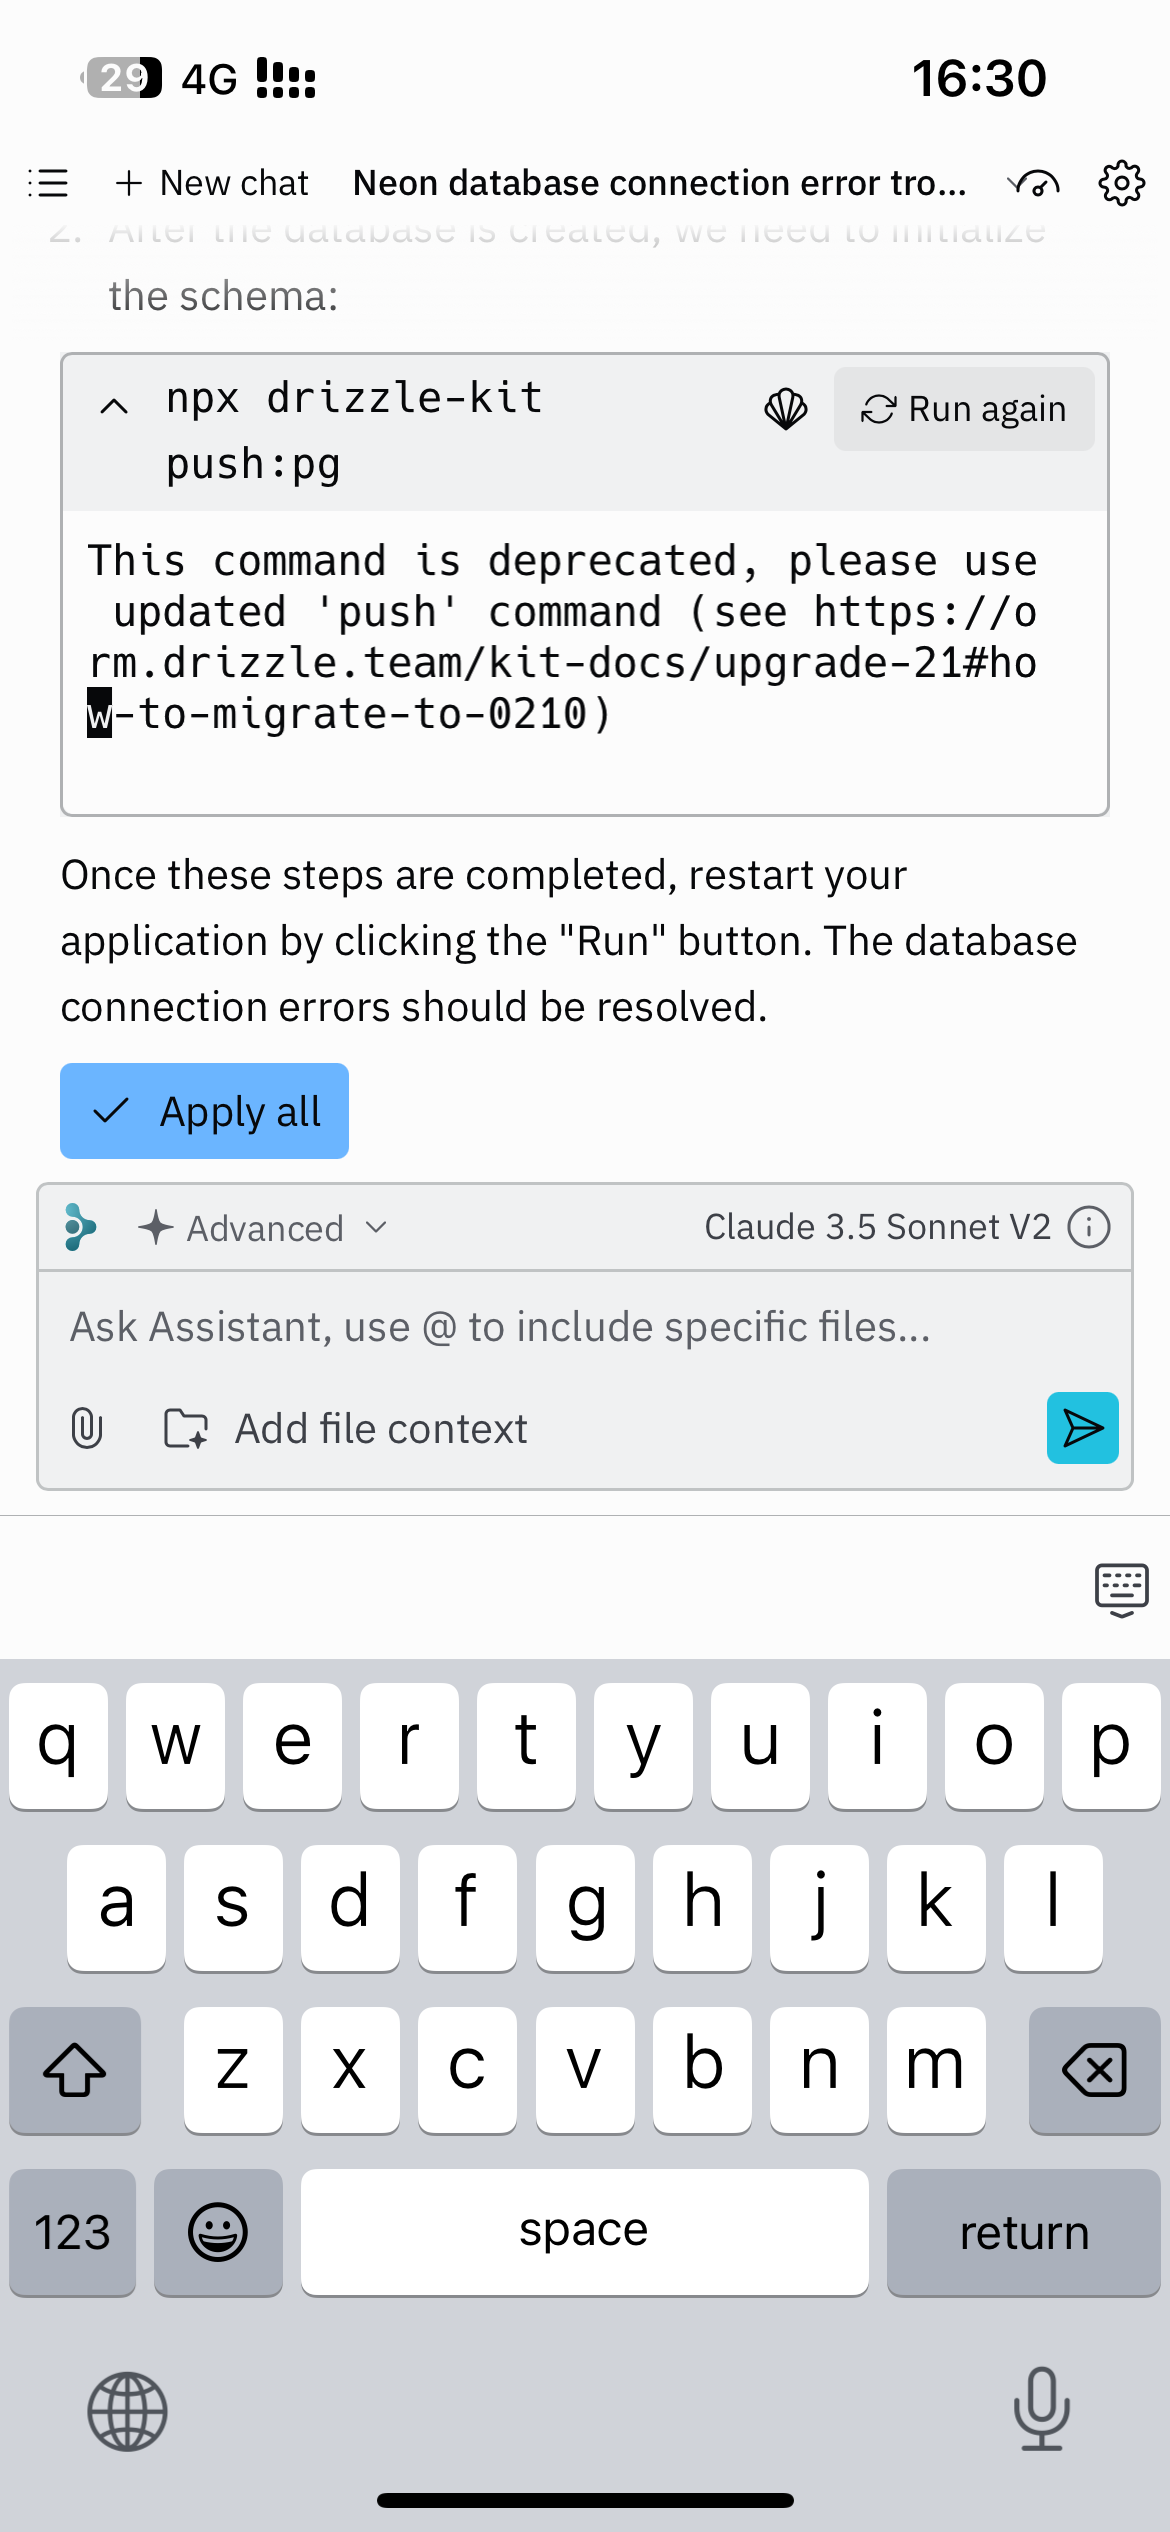 29 4G 16:30
New chat Neon database connection error tro...
2. After the database is created, we need to initialize
the schema:
npx drizzle-kit
push:pg
Run again
This command is deprecated, please use
updated 'push' command (see https://o
rm.drizzle.team/kit-docs/upgrade-21#ho
w-to-migrate-to-0210)
Once these steps are completed, restart your
application by clicking the "Run" button. The database
connection errors should be resolved.
Apply all
Advanced Claude 3.5 Sonnet V2
Ask Assistant, use @ to include specific files...
Add file context
q w e r t y u i o p
a s d f g h j k l
z x c v b n m
123 space return